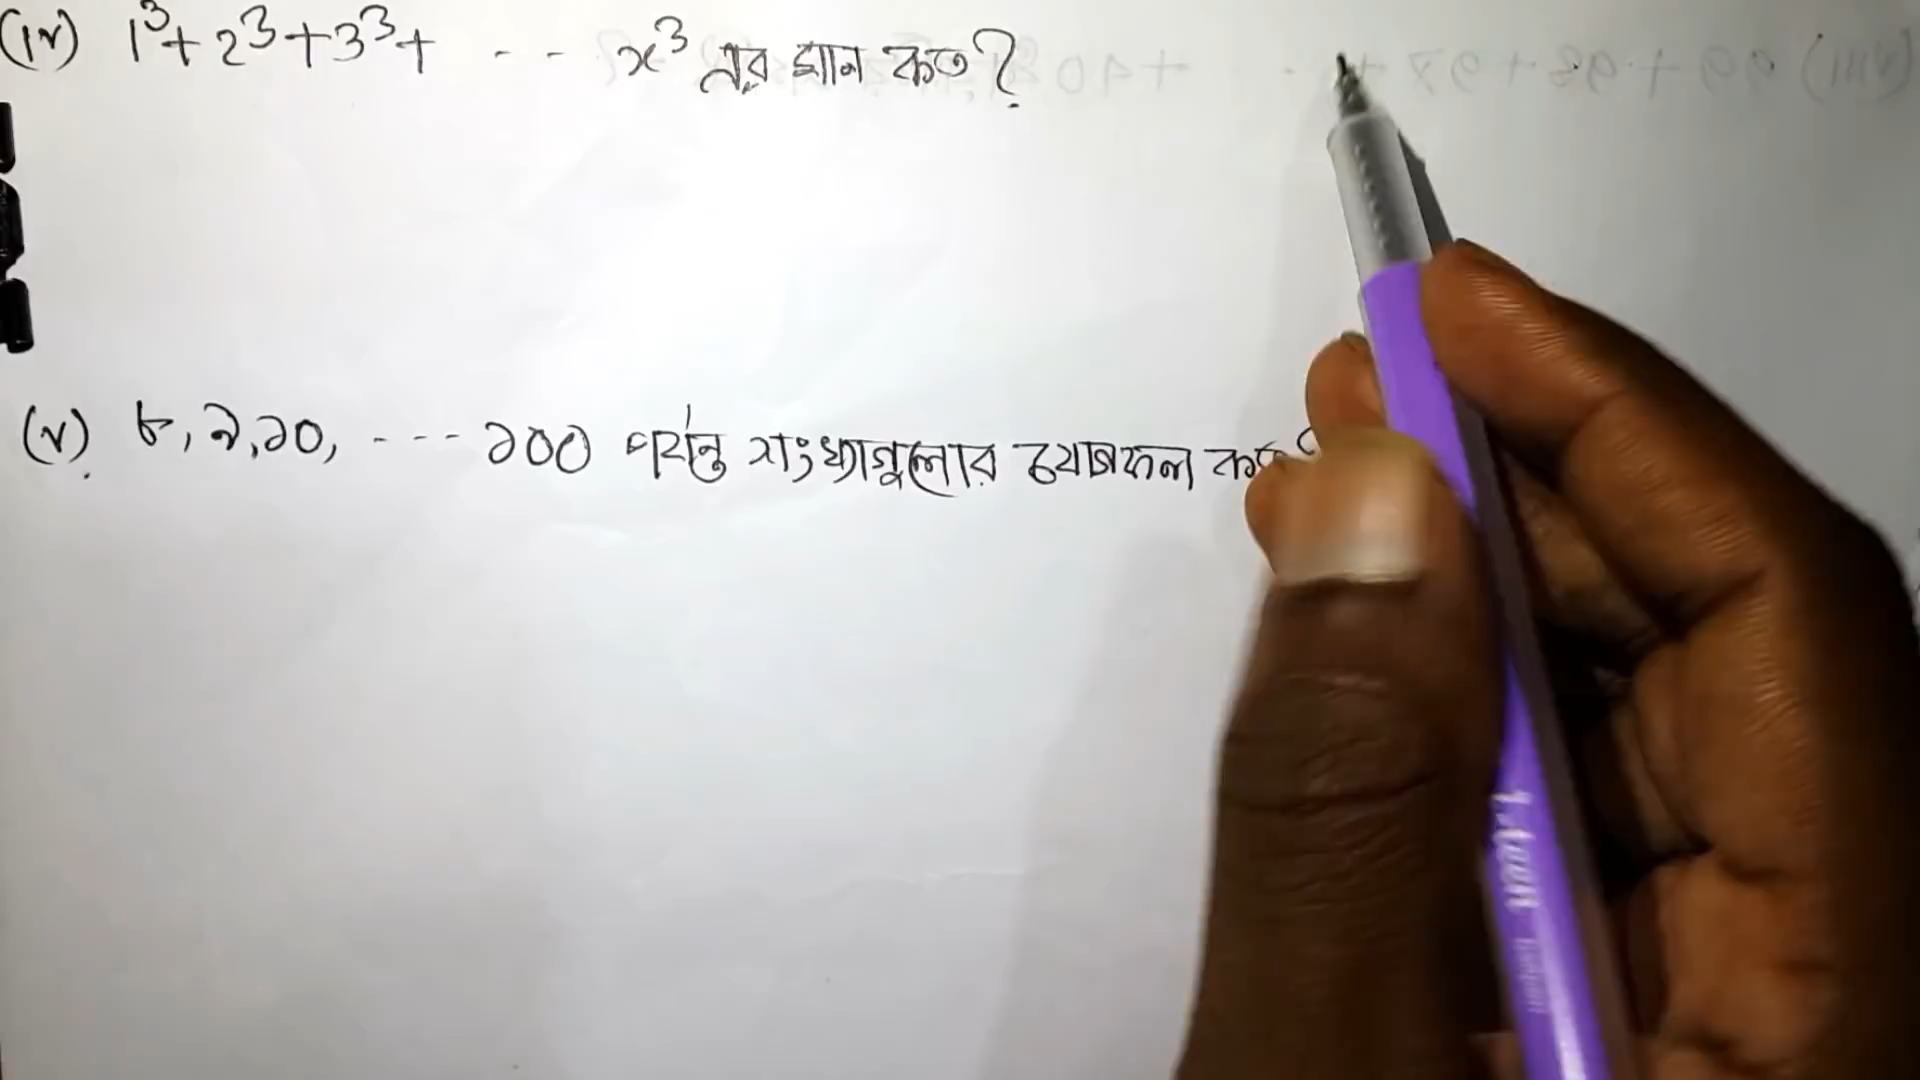 (iv) 1³+2³+3³+ - - x³ এর মান কত?
(v) ৮,৯,১০, ---- ১০০ পর্যন্ত সংখ্যাগুলোর যোগফল কত?